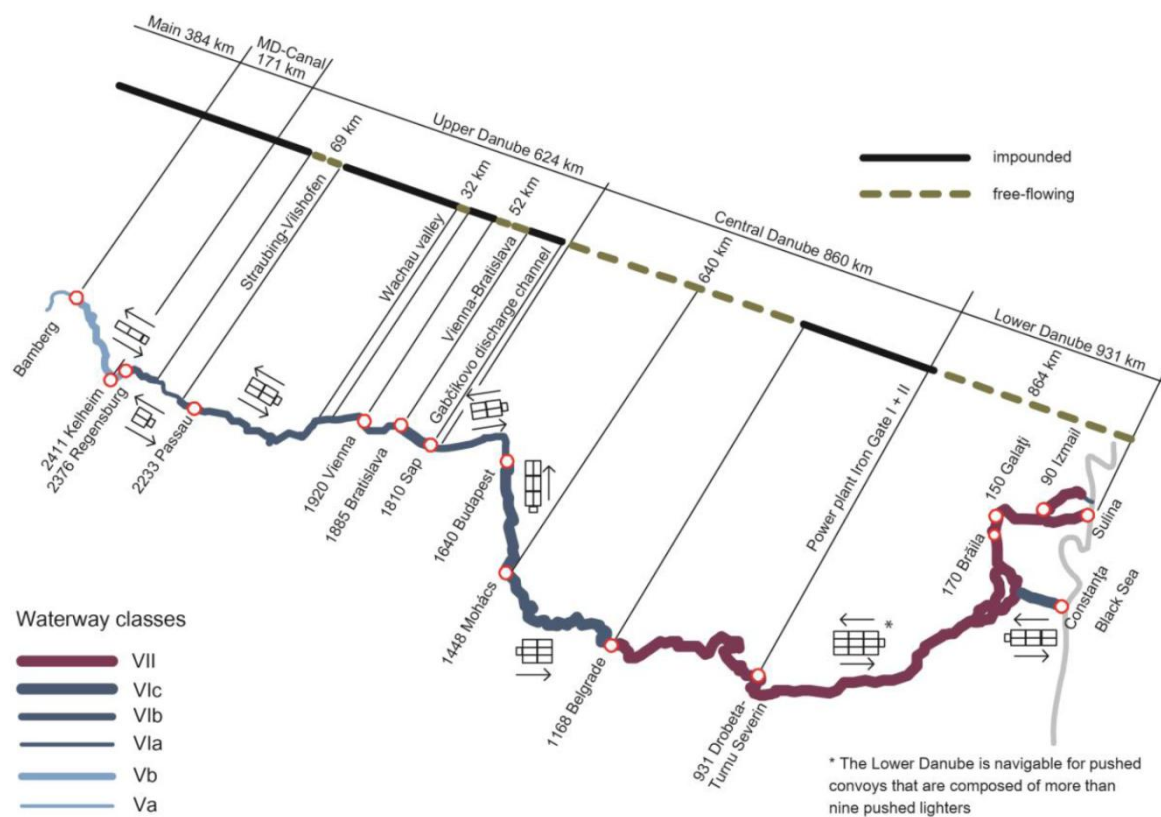 Main 384 km
MD-Canal
171 km
Upper Danube 624 km
Central Danube 860 km
Lower Danube 931 km
69 km
32 km
52 km
640 km
864 km
impounded
free-flowing
Straubing-Vilshofen
Wachau valley
Vienna-Bratislava
Gabčikovo discharge channel
Power plant Iron Gate I + II
Bamberg
2411 Kelheim
2376 Regensburg
2233 Passau
1920 Vienna
1885 Bratislava
1810 Sap
1640 Budapest
1448 Mohács
1168 Belgrade
931 Drobeta-
Turnu Severin
170 Brăila
150 Galaţi
90 Izmail
Sulina
Constanţa
Black Sea
*
Waterway classes
VII
VIc
VIb
VIa
Vb
Va
* The Lower Danube is navigable for pushed
convoys that are composed of more than
nine pushed lighters